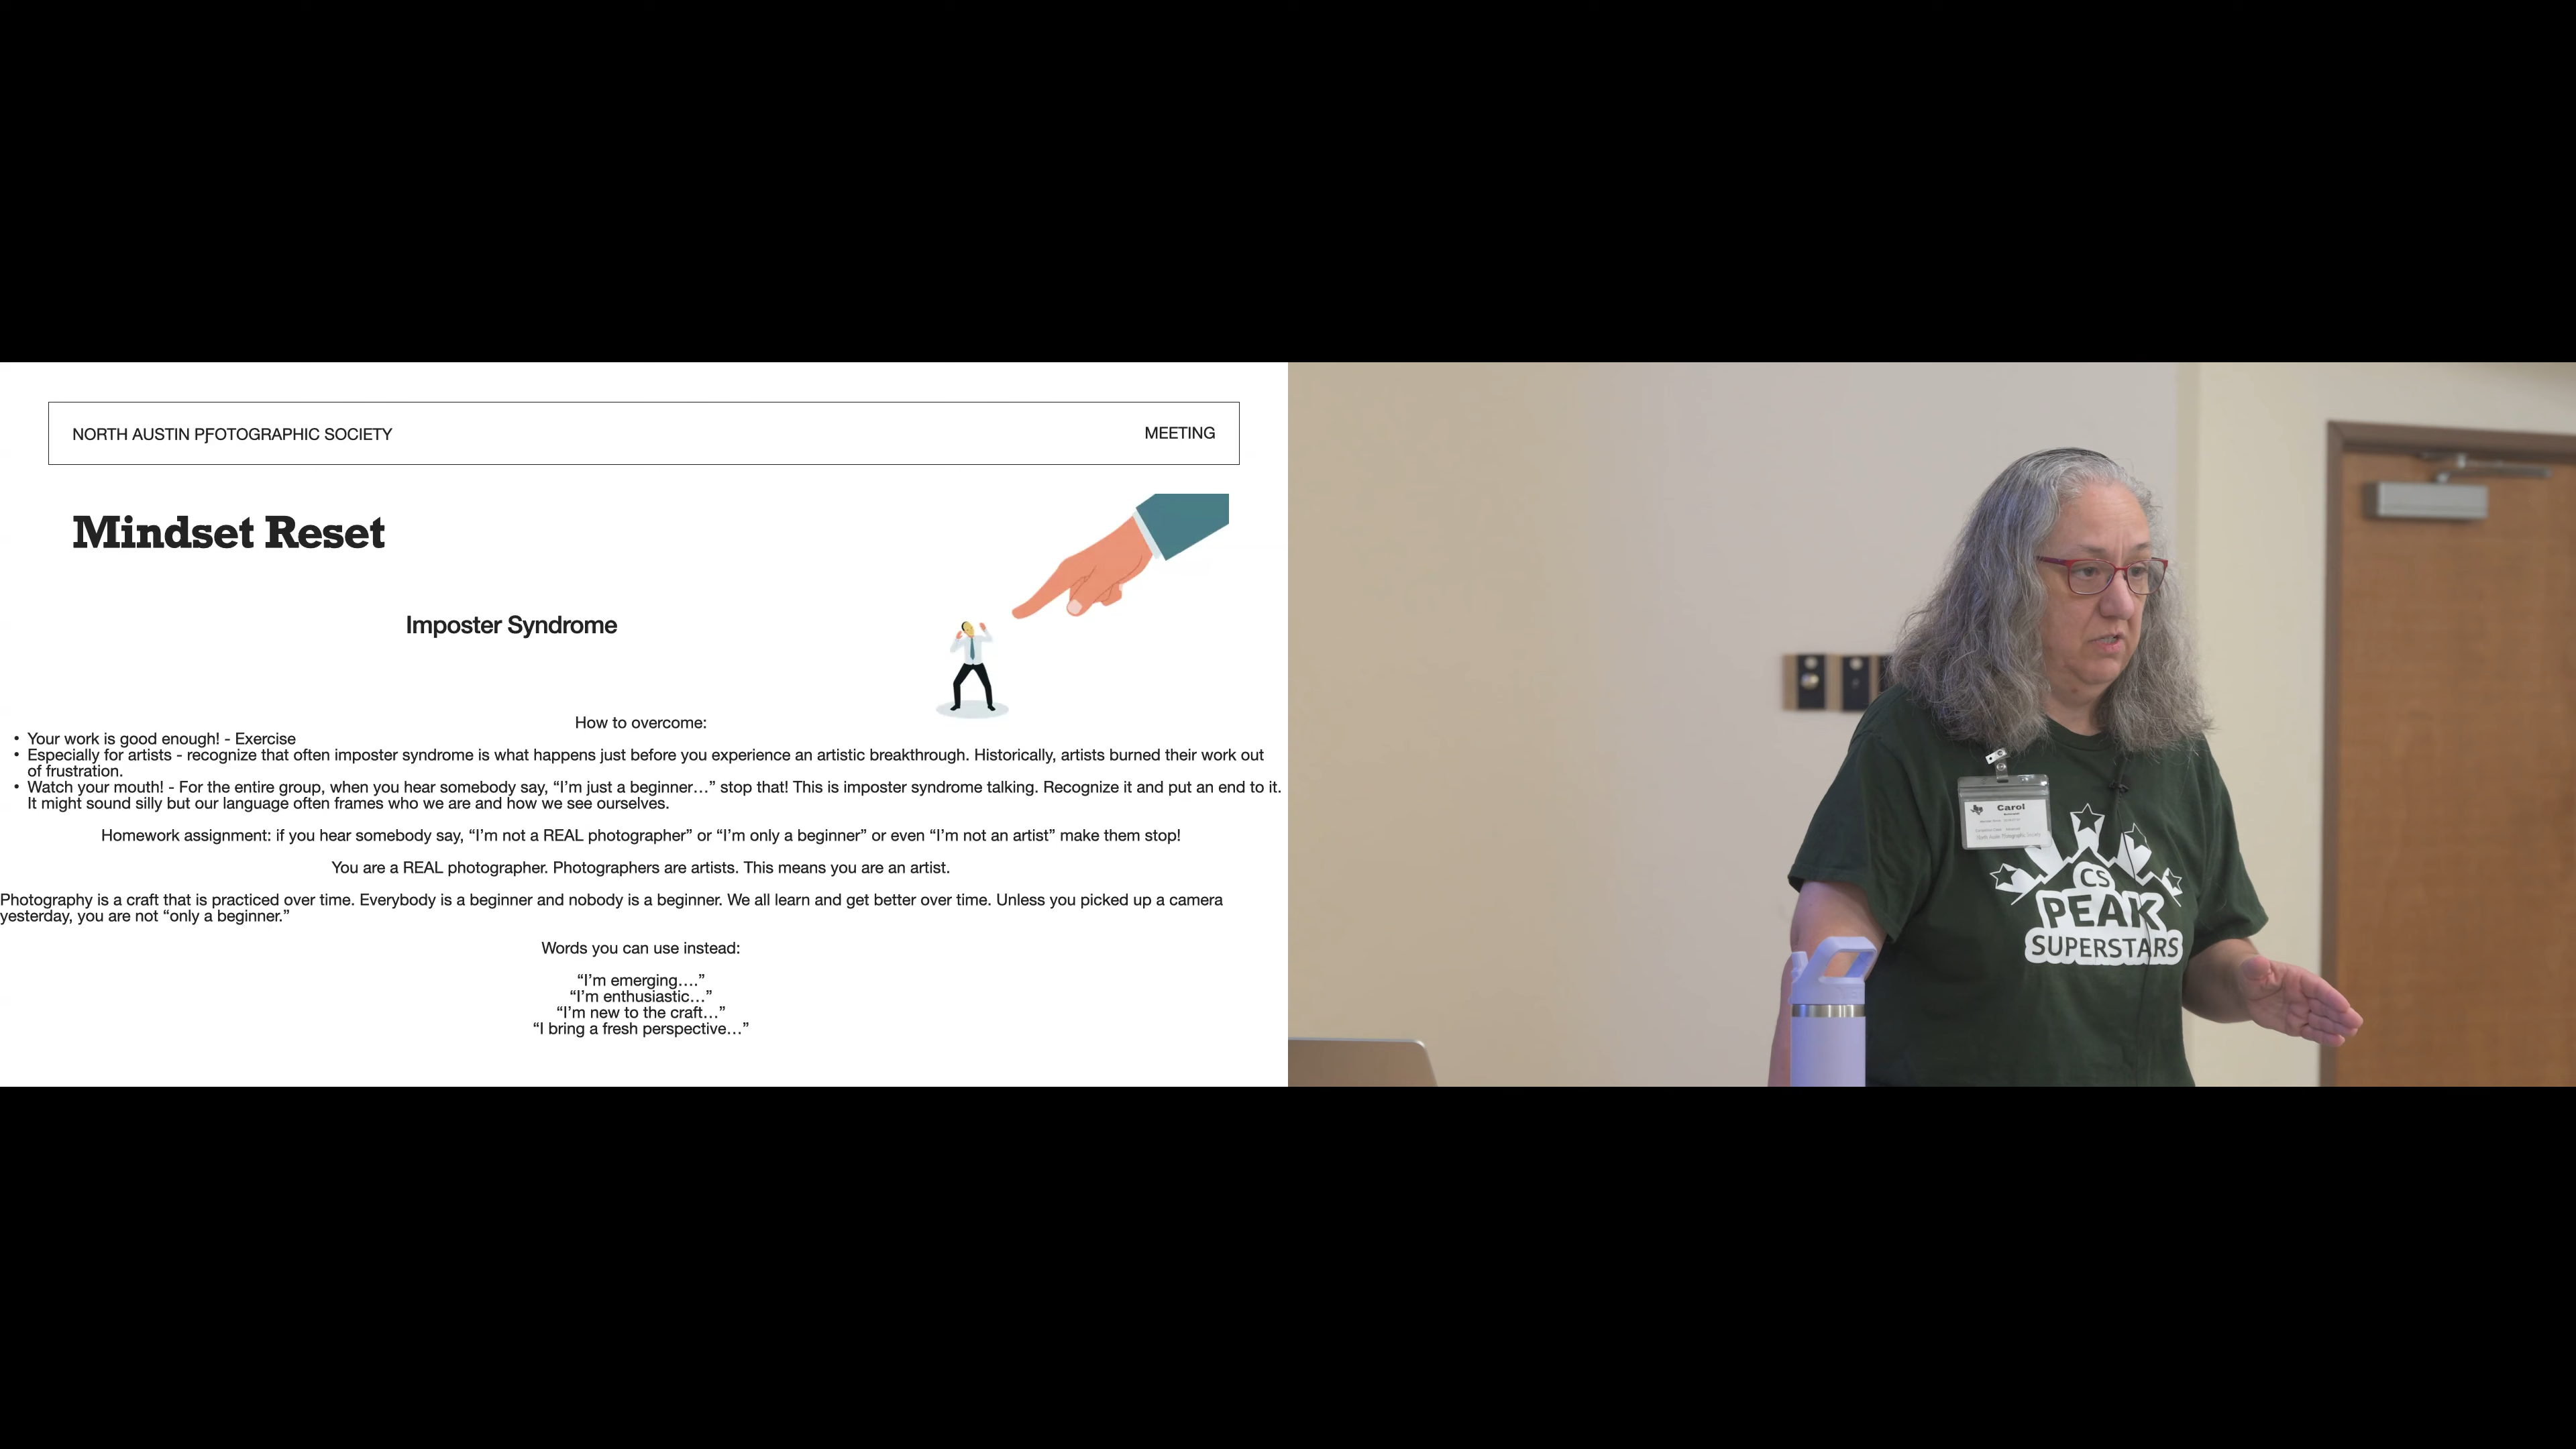 NORTH AUSTIN PƒOTOGRAPHIC SOCIETY
MEETING
Mindset Reset
Imposter Syndrome
How to overcome:
• Your work is good enough! - Exercise
• Especially for artists - recognize that often imposter syndrome is what happens just before you experience an artistic breakthrough. Historically, artists burned their work out
of frustration.
• Watch your mouth! - For the entire group, when you hear somebody say, “I’m just a beginner…” stop that! This is imposter syndrome talking. Recognize it and put an end to it.
It might sound silly but our language often frames who we are and how we see ourselves.
Homework assignment: if you hear somebody say, “I’m not a REAL photographer” or “I’m only a beginner” or even “I’m not an artist” make them stop!
You are a REAL photographer. Photographers are artists. This means you are an artist.
Photography is a craft that is practiced over time. Everybody is a beginner and nobody is a beginner. We all learn and get better over time. Unless you picked up a camera
yesterday, you are not “only a beginner.”
Words you can use instead:
“I’m emerging….”
“I’m enthusiastic…”
“I’m new to the craft…”
“I bring a fresh perspective…”
Carol
North Austin Photographic Society
CS
PEAK
SUPERSTARS